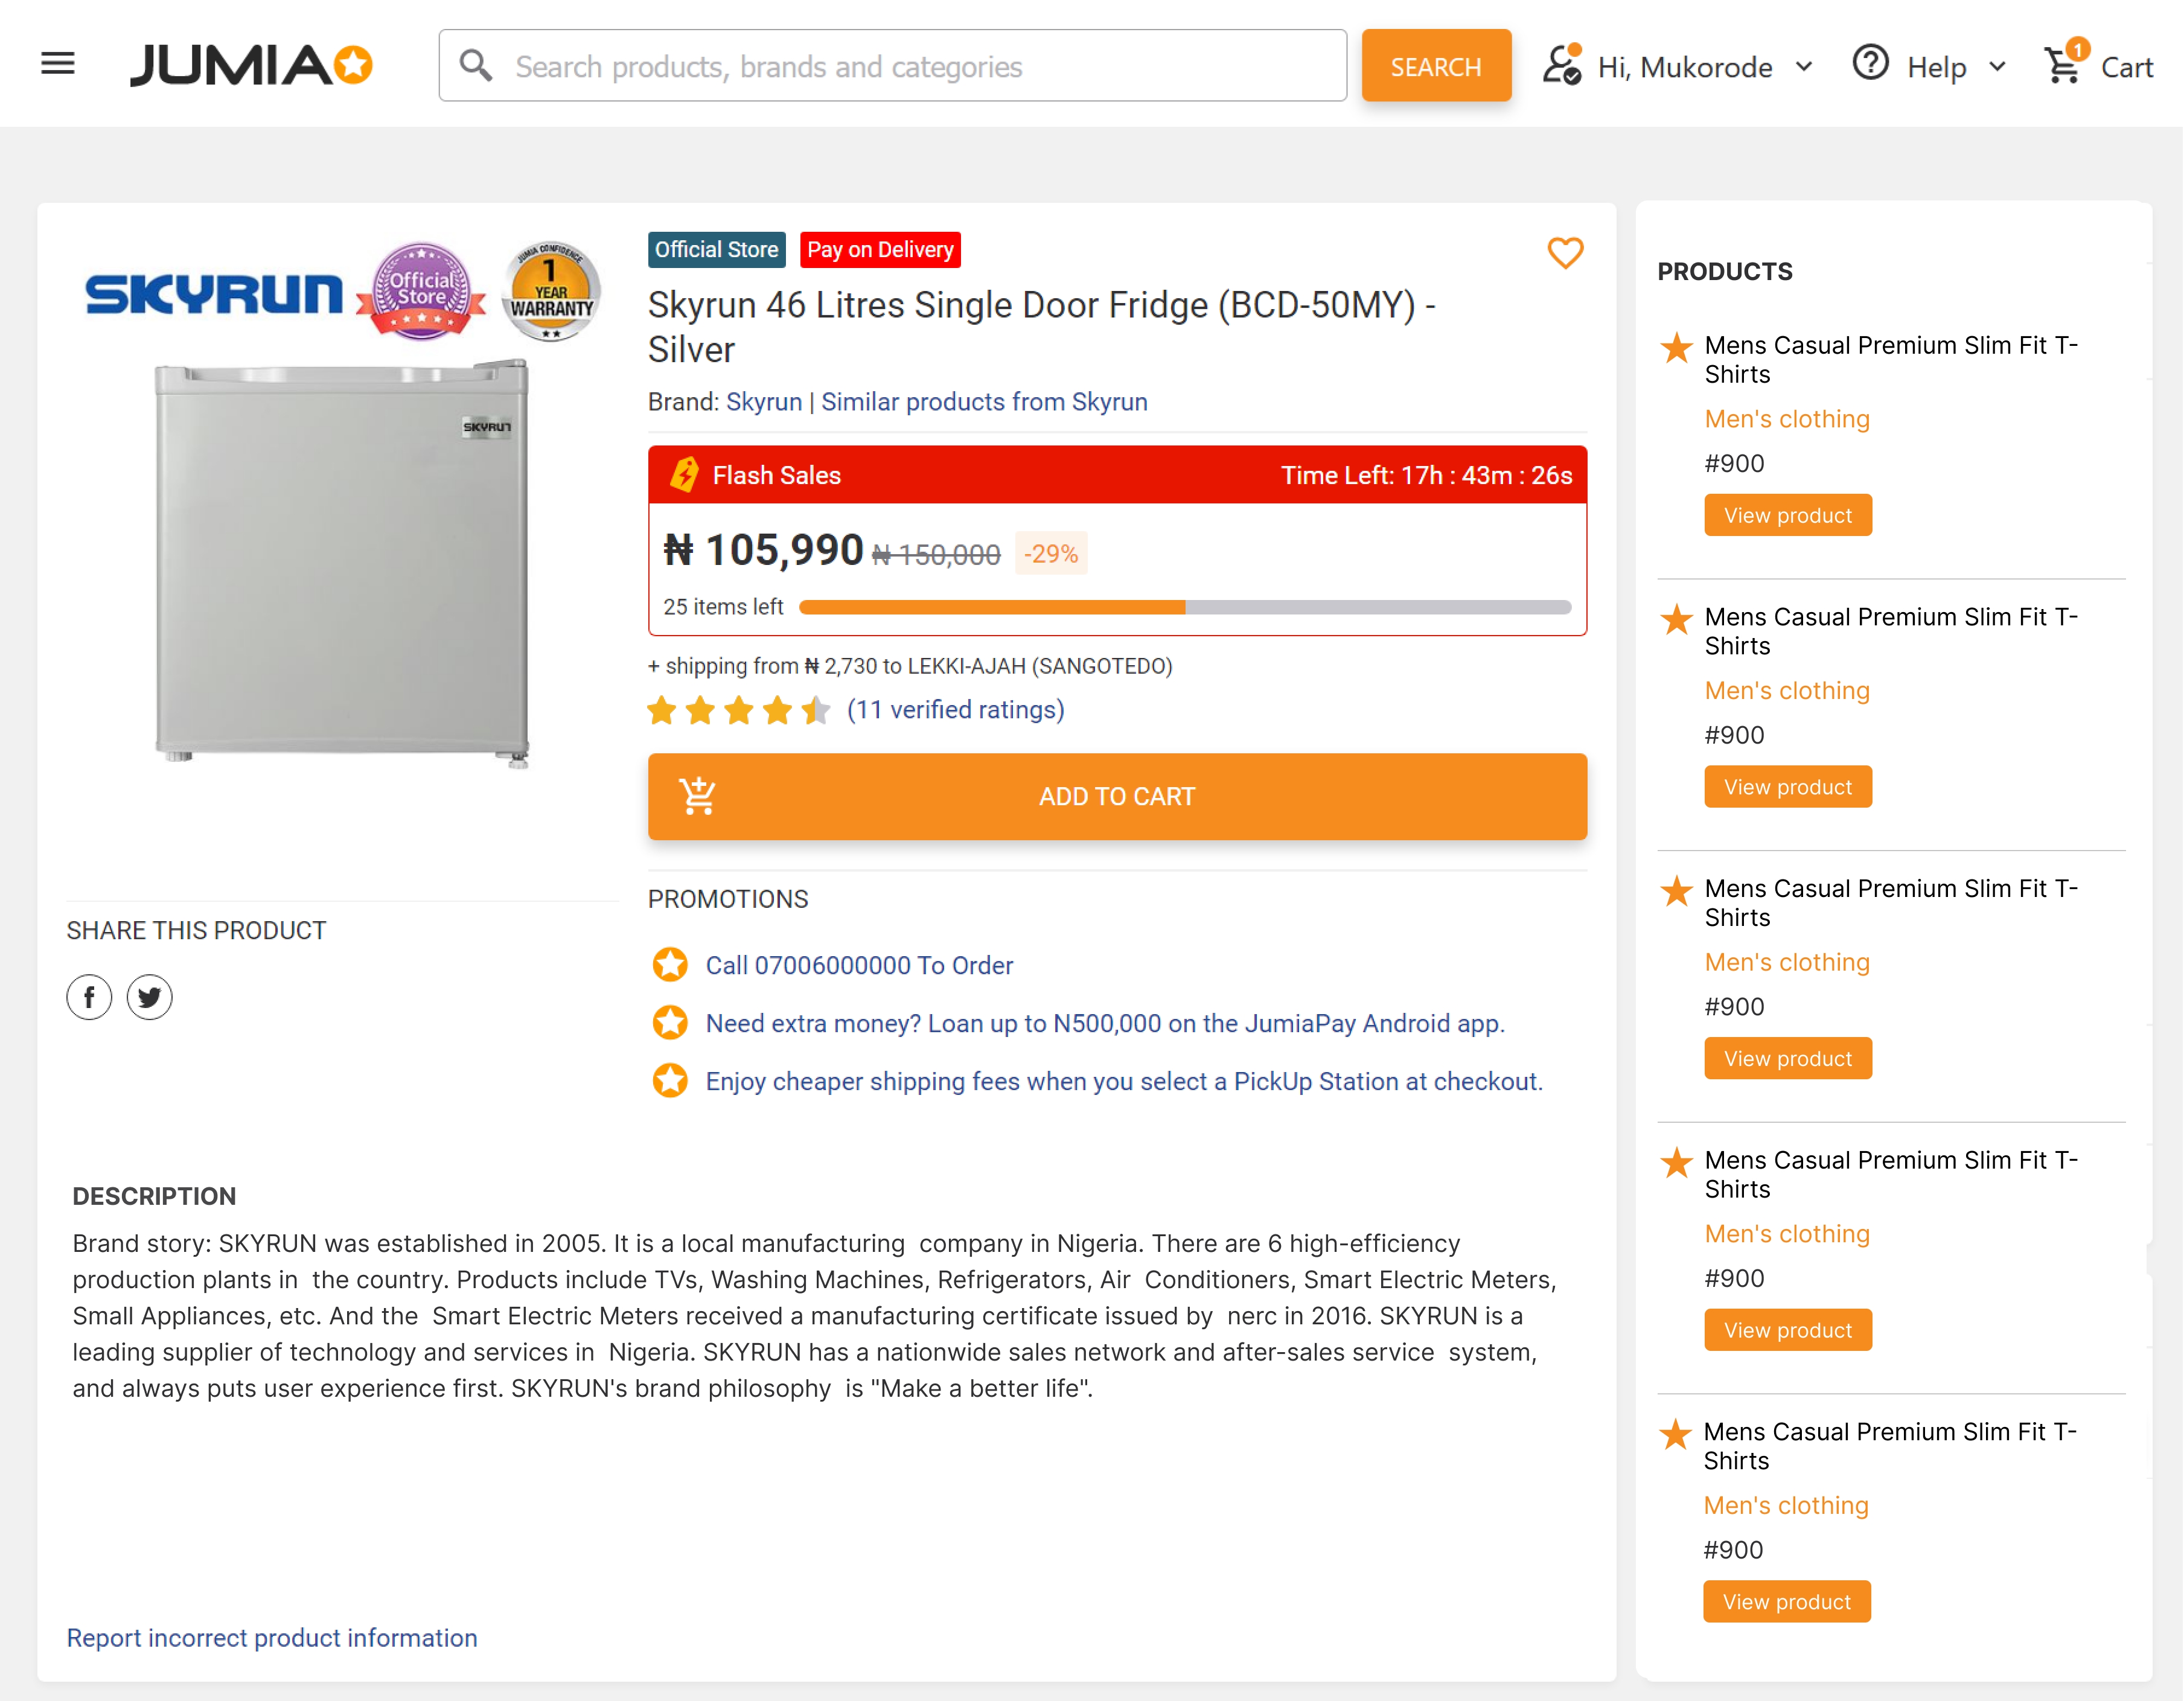 JUMIA
Search products, brands and categories
SEARCH
Hi, Mukorode
Help
1
Cart
SKYRUN
Official
Store
JUMIA CONFIDENCE
1
YEAR
WARRANTY
SKYRUN
Official Store
Pay on Delivery
Skyrun 46 Litres Single Door Fridge (BCD-50MY) -
Silver
Brand: Skyrun | Similar products from Skyrun
Flash Sales
Time Left: 17h : 43m : 26s
₦ 105,990
₦ 150,000
-29%
25 items left
+ shipping from ₦ 2,730 to LEKKI-AJAH (SANGOTEDO)
(11 verified ratings)
ADD TO CART
SHARE THIS PRODUCT
f
PROMOTIONS
Call 07006000000 To Order
Need extra money? Loan up to N500,000 on the JumiaPay Android app.
Enjoy cheaper shipping fees when you select a PickUp Station at checkout.
DESCRIPTION
Brand story: SKYRUN was established in 2005. It is a local manufacturing  company in Nigeria. There are 6 high-efficiency
production plants in  the country. Products include TVs, Washing Machines, Refrigerators, Air  Conditioners, Smart Electric Meters,
Small Appliances, etc. And the  Smart Electric Meters received a manufacturing certificate issued by  nerc in 2016. SKYRUN is a
leading supplier of technology and services in  Nigeria. SKYRUN has a nationwide sales network and after-sales service  system,
and always puts user experience first. SKYRUN's brand philosophy  is "Make a better life".
Report incorrect product information
PRODUCTS
Mens Casual Premium Slim Fit T-
Shirts
Men's clothing
#900
View product
Mens Casual Premium Slim Fit T-
Shirts
Men's clothing
#900
View product
Mens Casual Premium Slim Fit T-
Shirts
Men's clothing
#900
View product
Mens Casual Premium Slim Fit T-
Shirts
Men's clothing
#900
View product
Mens Casual Premium Slim Fit T-
Shirts
Men's clothing
#900
View product